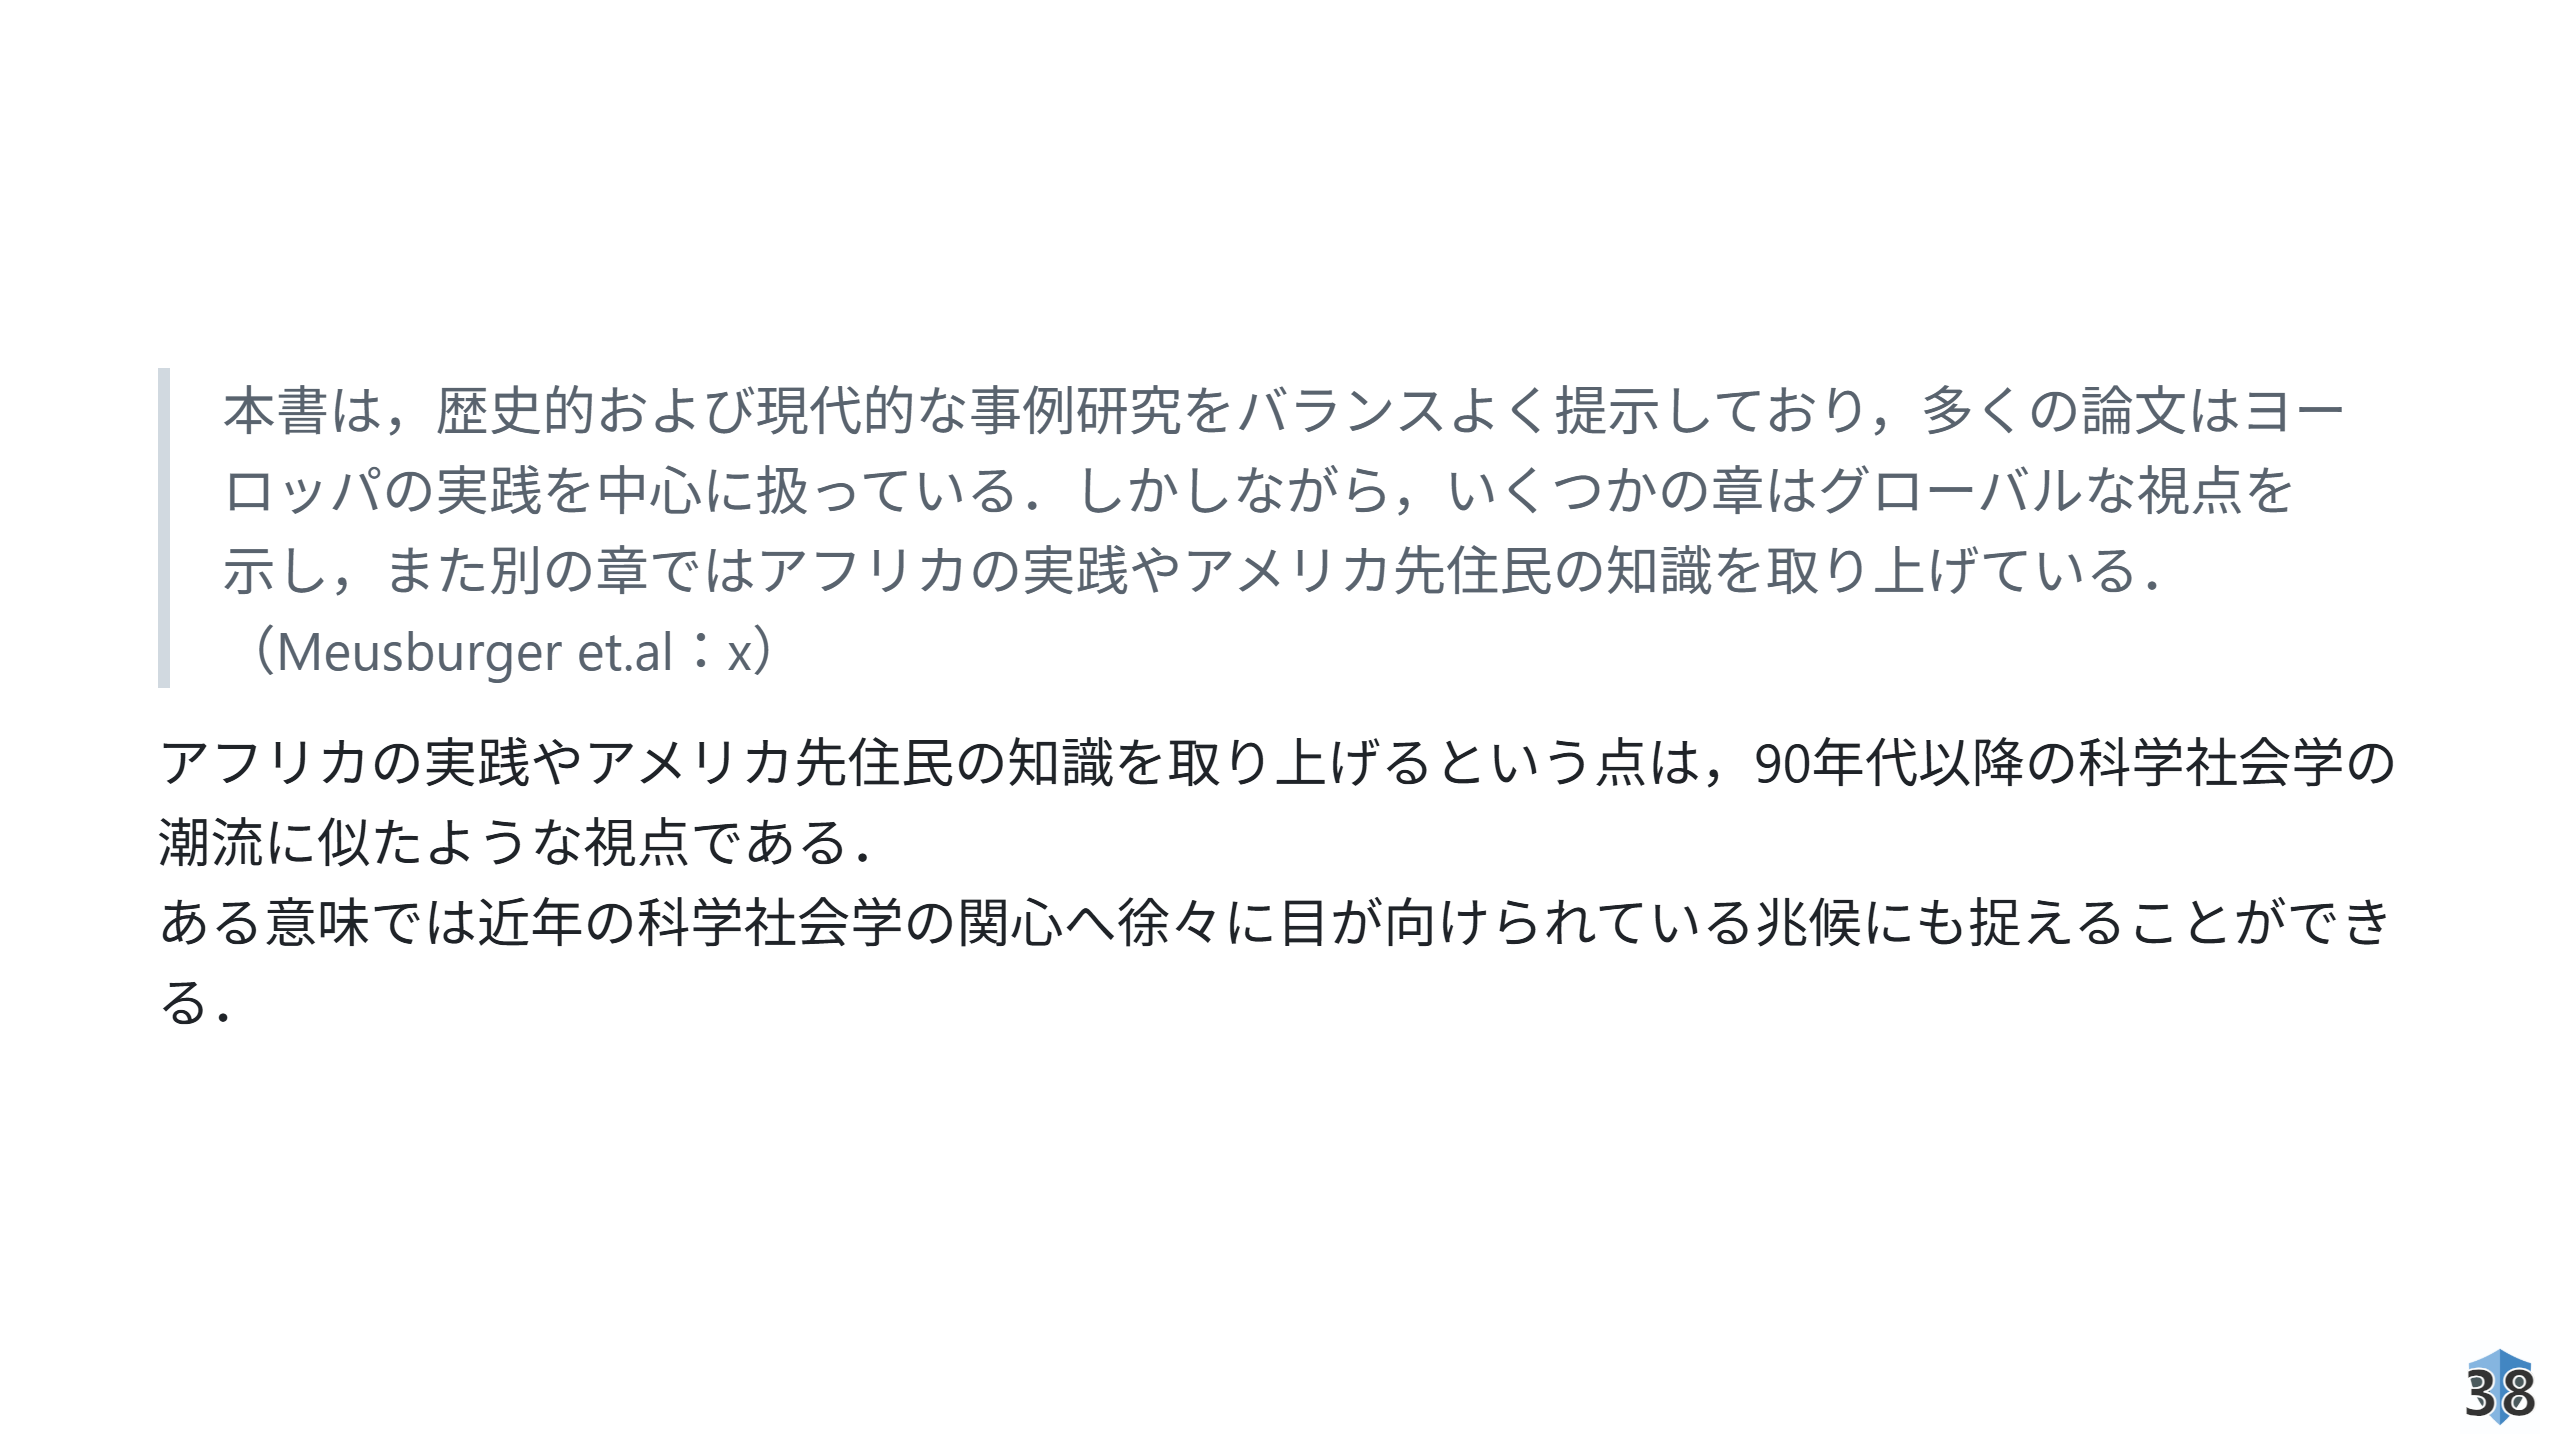 本書は，歴史的および現代的な事例研究をバランスよく提示しており，多くの論文はヨー
ロッパの実践を中心に扱っている．しかしながら，いくつかの章はグローバルな視点を
示し，また別の章ではアフリカの実践やアメリカ先住民の知識を取り上げている．
（Meusburger et.al：x）
アフリカの実践やアメリカ先住民の知識を取り上げるという点は，90年代以降の科学社会学の
潮流に似たような視点である．
ある意味では近年の科学社会学の関心へ徐々に目が向けられている兆候にも捉えることができ
る．
38